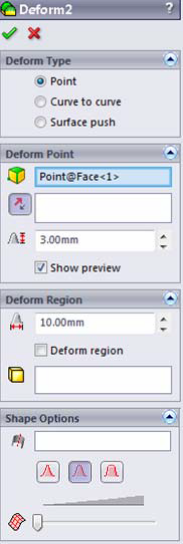 Deform2
?
Deform Type
Point
Curve to curve
Surface push
Deform Point
Point@Face<1>
3.00mm
Show preview
Deform Region
10.00mm
Deform region
Shape Options